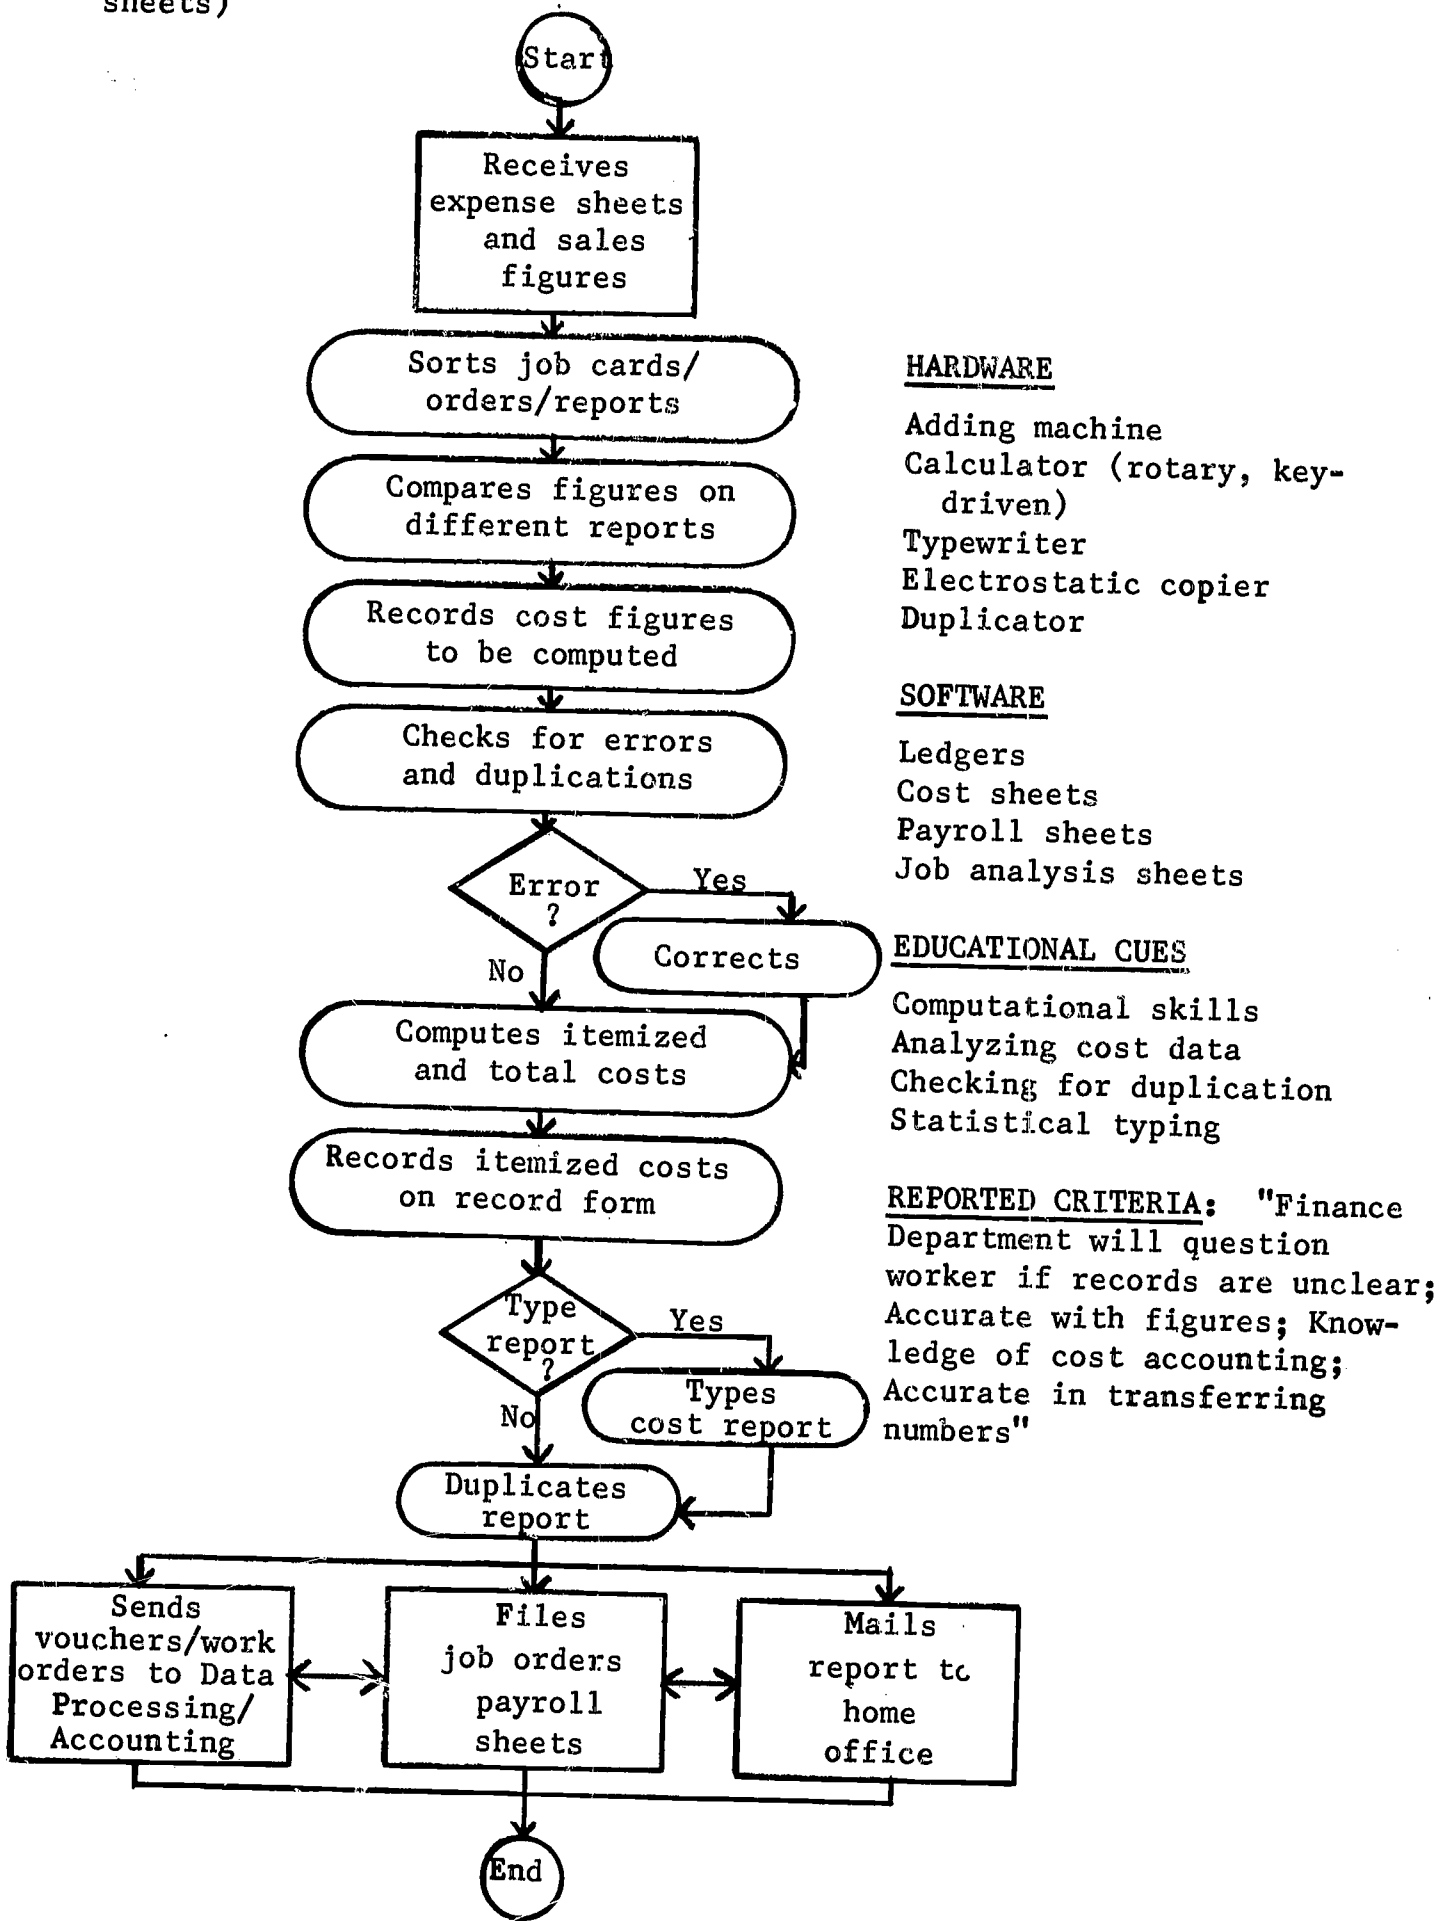 sheets)
Start
Receives
expense sheets
and sales
figures
Sorts job cards/
orders/reports
Compares figures on
different reports
Records cost figures
to be computed
Checks for errors
and duplications
Error
?
Yes
Corrects
No
Computes itemized
and total costs
Records itemized costs
on record form
Type
report
?
Yes
Types
cost report
No
Duplicates
report
Sends
vouchers/work
orders to Data
Processing/
Accounting
Files
job orders
payroll
sheets
Mails
report to
home
office
End
HARDWARE
Adding machine
Calculator (rotary, key-
driven)
Typewriter
Electrostatic copier
Duplicator
SOFTWARE
Ledgers
Cost sheets
Payroll sheets
Job analysis sheets
EDUCATIONAL CUES
Computational skills
Analyzing cost data
Checking for duplication
Statistical typing
REPORTED CRITERIA: "Finance
Department will question
worker if records are unclear;
Accurate with figures; Know-
ledge of cost accounting;
Accurate in transferring
numbers"